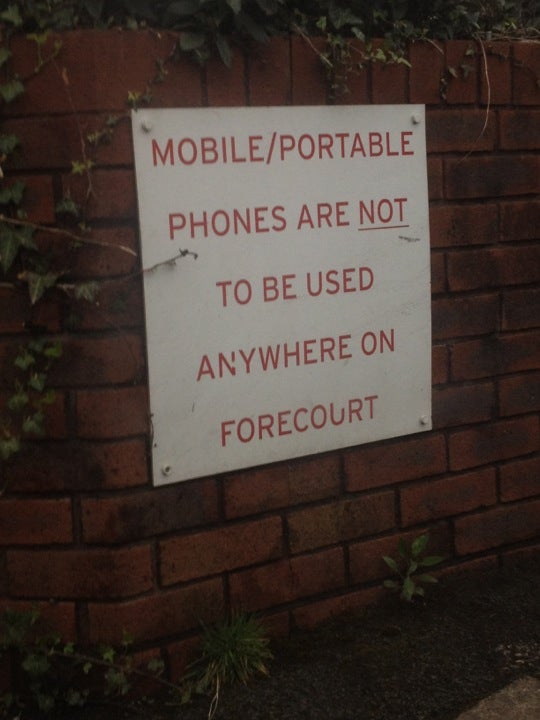 MOBILE/PORTABLE
PHONES ARE NOT
TO BE USED
ANYWHERE ON
FORECOURT